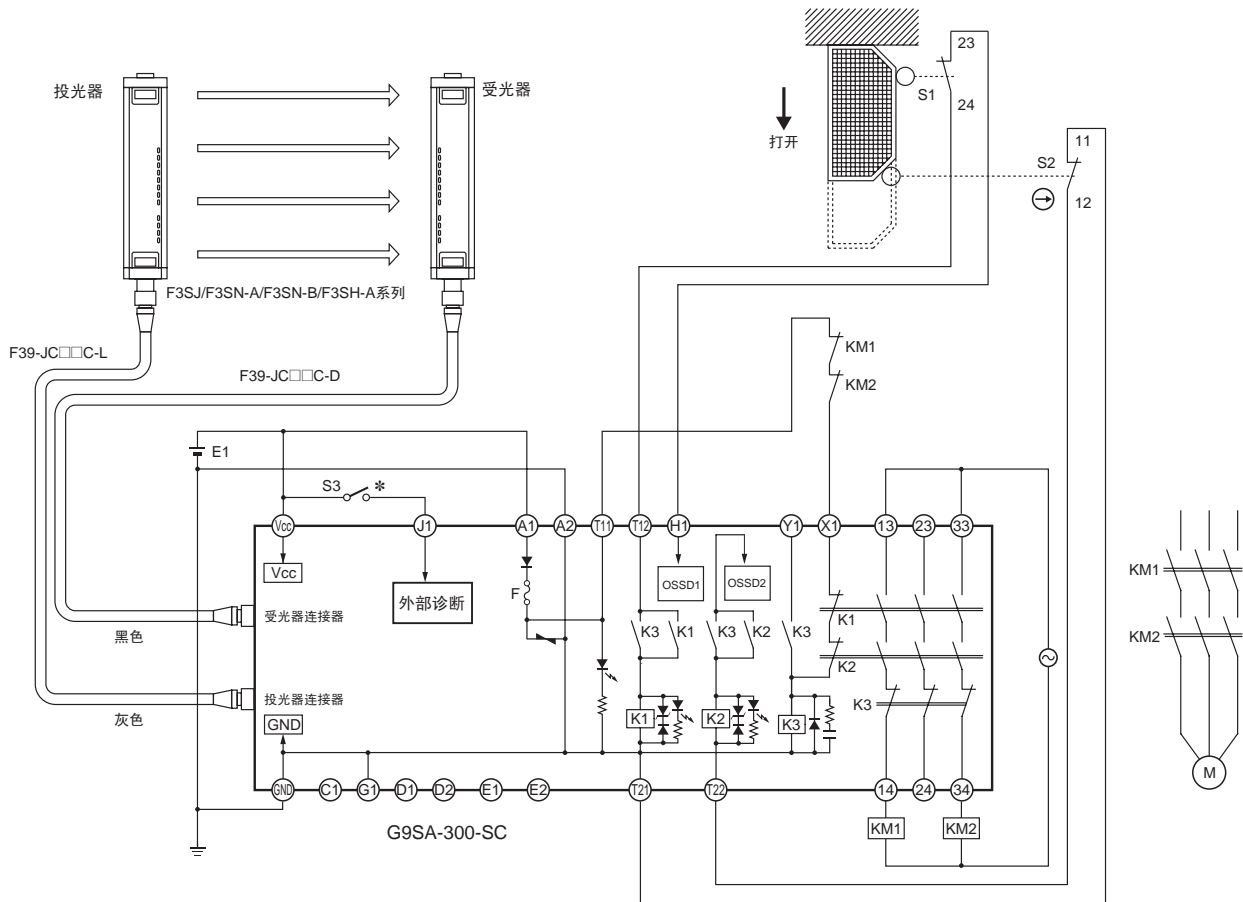 投光器
受光器
F3SJ/F3SN-A/F3SN-B/F3SH-A系列
F39-JC□□C-L
F39-JC□□C-D
打开
S1
23
24
S2
11
12
KM1
KM2
E1
S3
*
Vcc
J1
A1
A2
T11
T12
H1
Y1
X1
13
23
33
Vcc
外部诊断
F
OSSD1
OSSD2
K3
K1
K3
K2
K3
K1
K2
K3
受光器连接器
黑色
投光器连接器
灰色
GND
K1
K2
K3
GND
C1
G1
D1
D2
E1
E2
T21
T22
14
24
34
KM1
KM2
G9SA-300-SC
KM1
KM2
M